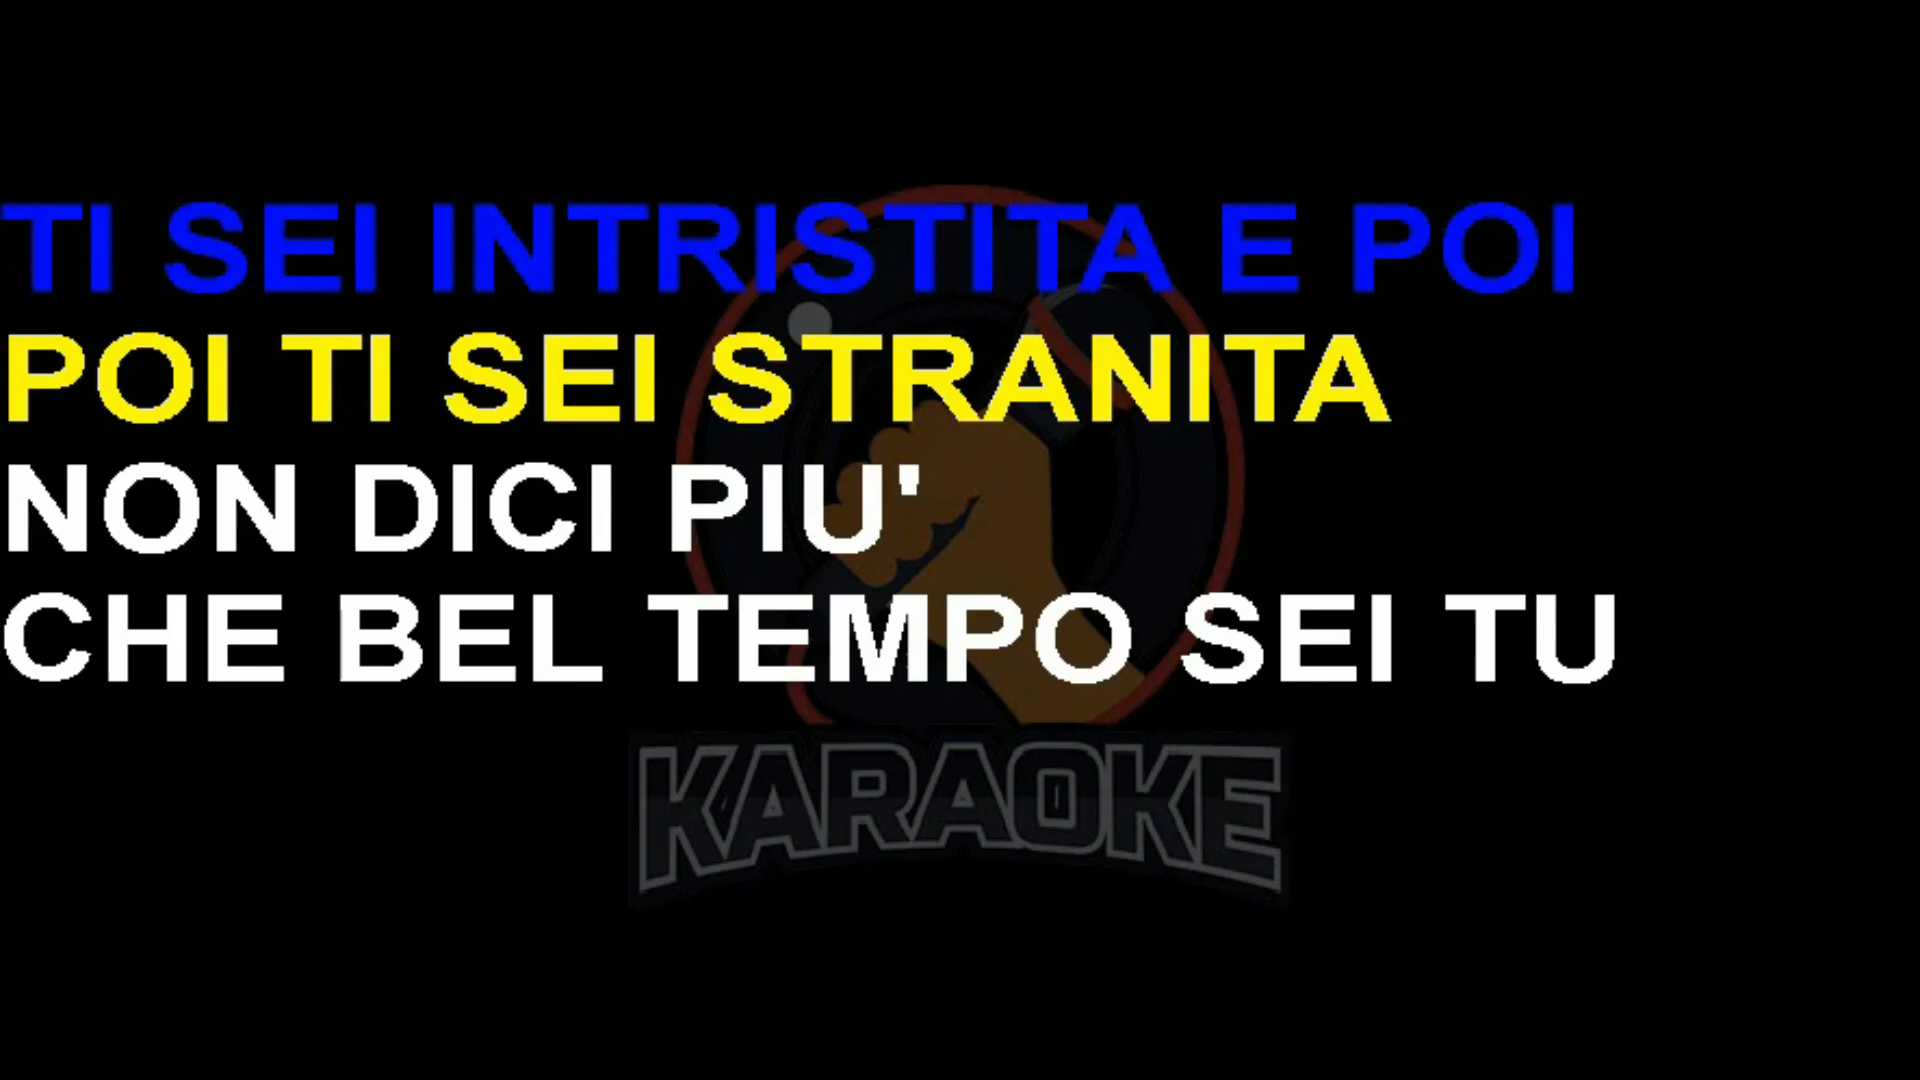 TI SEI INTRISTITA E POI
POI TI SEI STRANITA
NON DICI PIU'
CHE BEL TEMPO SEI TU
KARAOKE